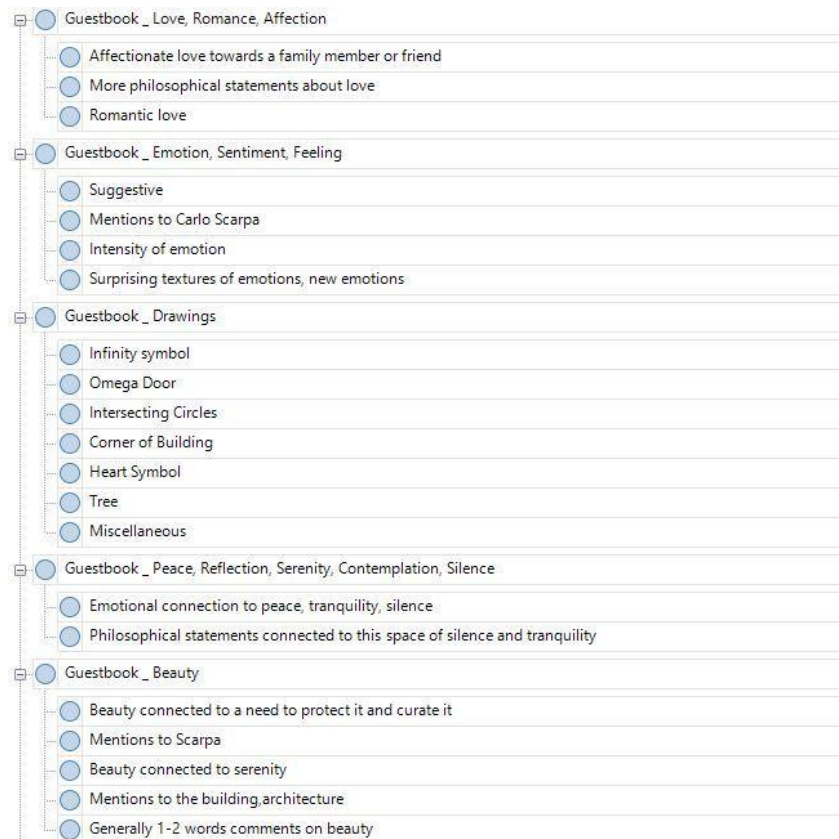 Guestbook _ Love, Romance, Affection
Affectionate love towards a family member or friend
More philosophical statements about love
Romantic love
Guestbook _ Emotion, Sentiment, Feeling
Suggestive
Mentions to Carlo Scarpa
Intensity of emotion
Surprising textures of emotions, new emotions
Guestbook _ Drawings
Infinity symbol
Omega Door
Intersecting Circles
Corner of Building
Heart Symbol
Tree
Miscellaneous
Guestbook _ Peace, Reflection, Serenity, Contemplation, Silence
Emotional connection to peace, tranquility, silence
Philosophical statements connected to this space of silence and tranquility
Guestbook _ Beauty
Beauty connected to a need to protect it and curate it
Mentions to Scarpa
Beauty connected to serenity
Mentions to the building,architecture
Generally 1-2 words comments on beauty